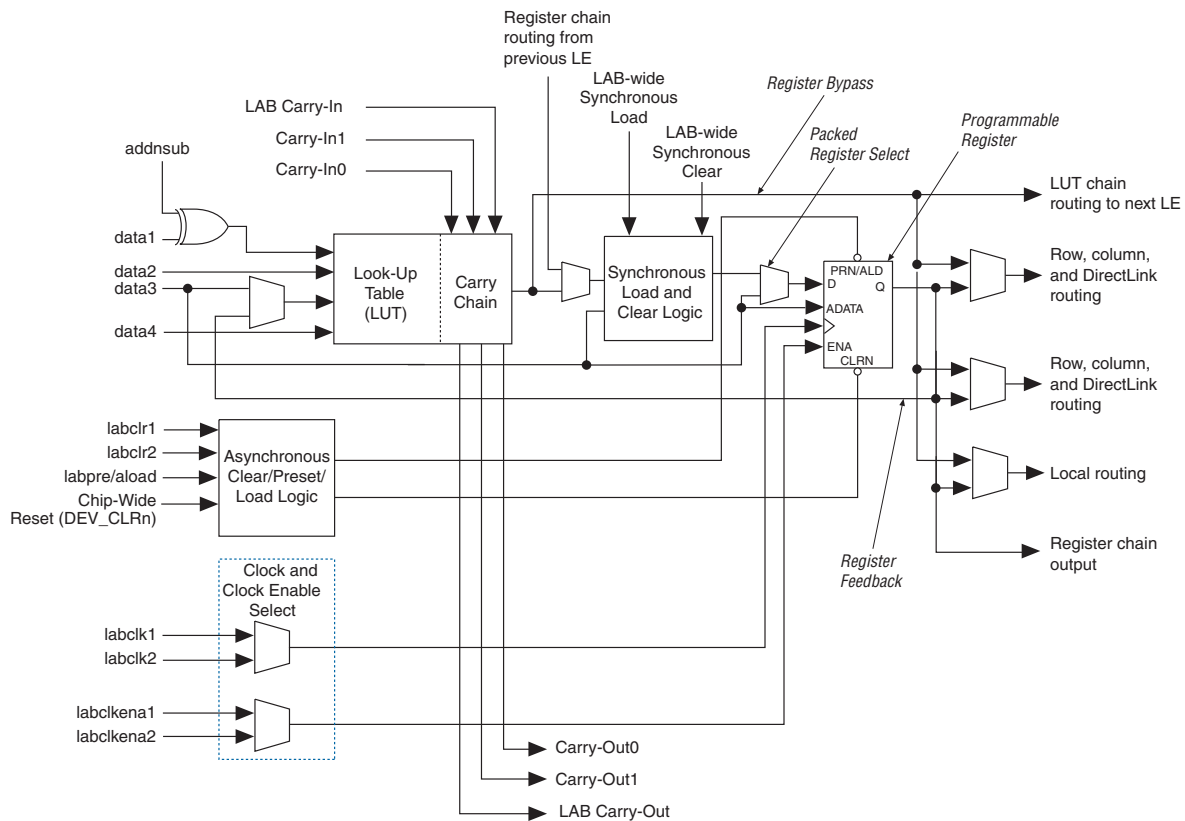 Register chain
routing from
previous LE
LAB-wide
Synchronous
Load
Register Bypass
LAB Carry-In
LAB-wide
Synchronous
Clear
Packed
Register Select
Programmable
Register
Carry-In1
addnsub
Carry-In0
LUT chain
routing to next LE
data1
data2
data3
data4
Look-Up
Table
(LUT)
Carry
Chain
Synchronous
Load and
Clear Logic
PRN/ALD
D
Q
ADATA
ENA
CLRN
Row, column,
and DirectLink
routing
Row, column,
and DirectLink
routing
labclr1
labclr2
labpre/aload
Chip-Wide
Reset (DEV_CLRn)
Asynchronous
Clear/Preset/
Load Logic
Local routing
Register
Feedback
Register chain
output
Clock and
Clock Enable
Select
labclk1
labclk2
labclkena1
labclkena2
Carry-Out0
Carry-Out1
LAB Carry-Out